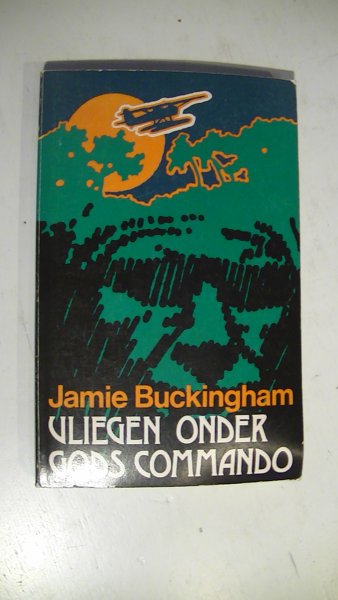 Jamie Buckingham
VLIEGEN ONDER
GODS COMMANDO